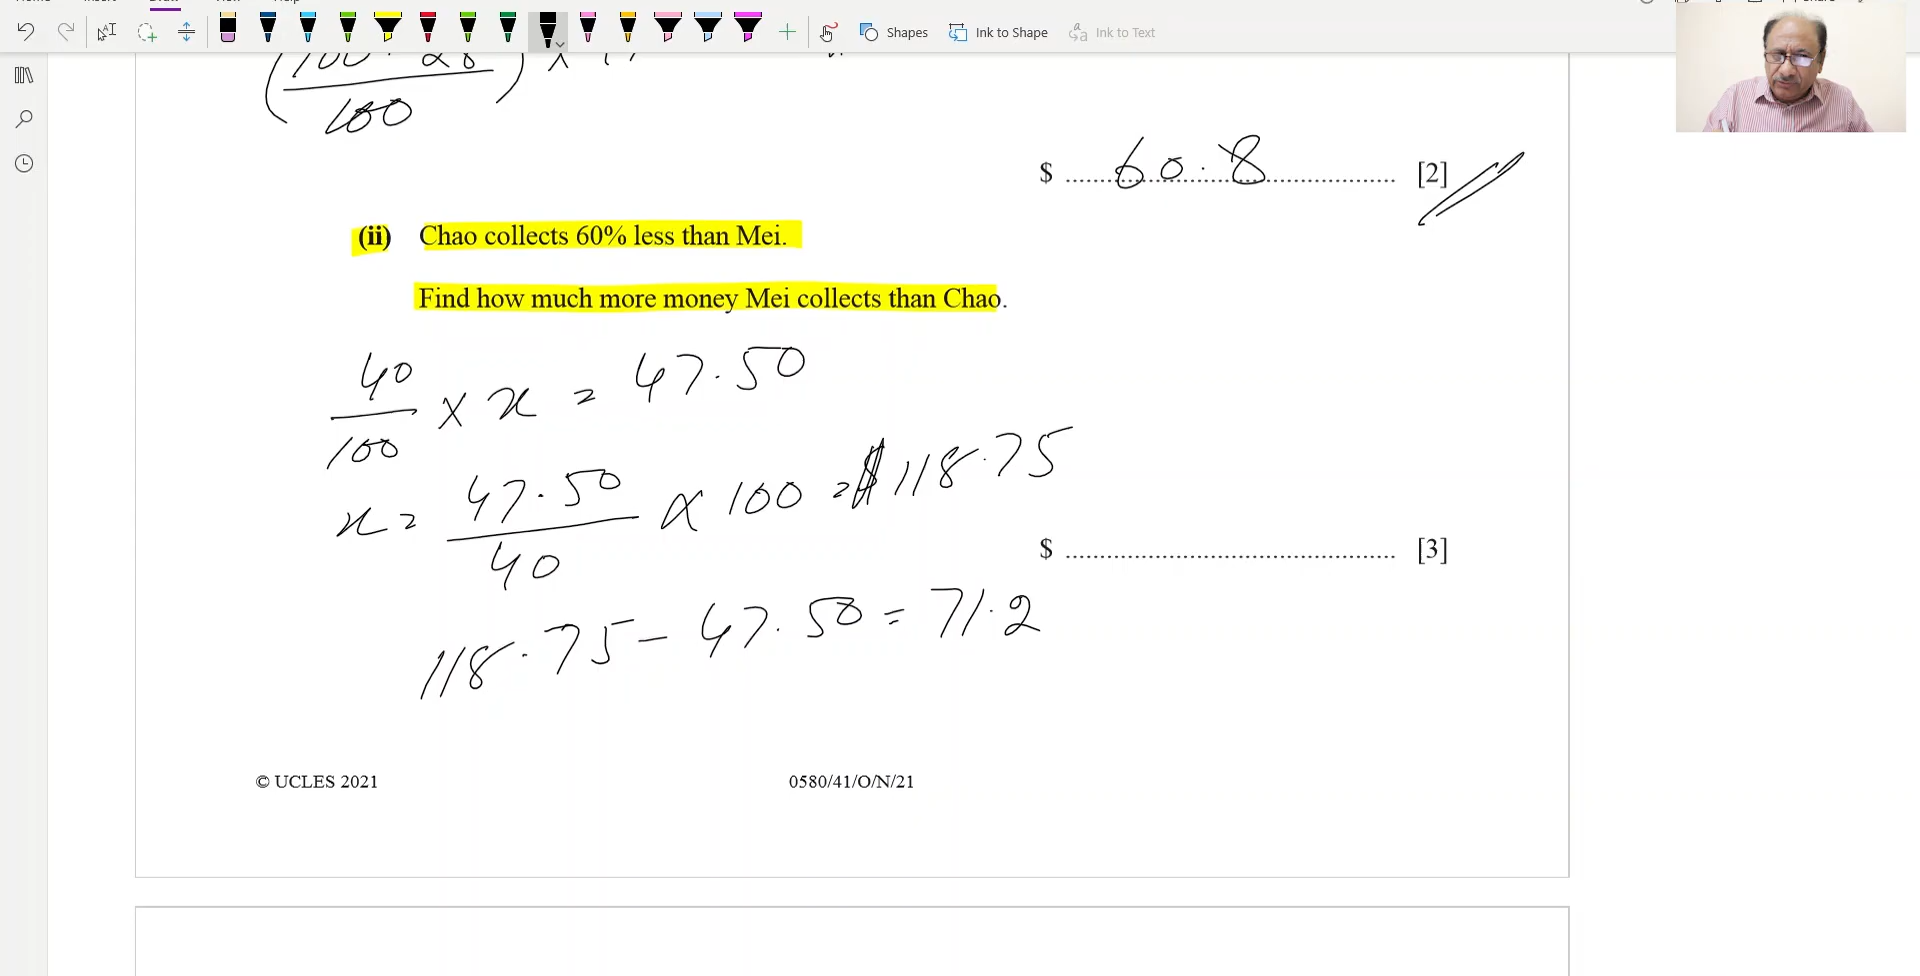 Shapes Ink to Shape Ink to Text
100
$ 60.8 [2]
(ii) Chao collects 60% less than Mei.
Find how much more money Mei collects than Chao.
40/100 × x = 47.50
x = 47.50/40 × 100 = $118.75
$ [3]
118.75 - 47.50 = 71.2
© UCLES 2021
0580/41/O/N/21